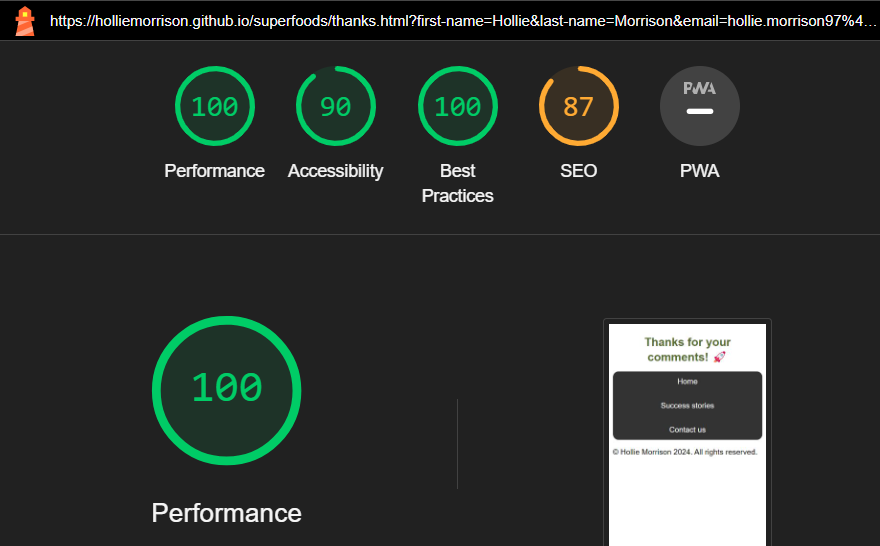 https://holliemorrison.github.io/superfoods/thanks.html?first-name=Hollie&last-name=Morrison&email=hollie.morrison97%4...
100
90
100
87
PWA
Performance
Accessibility
Best
Practices
SEO
PWA
100
Performance
Thanks for your
comments! 🚀
Home
Success stories
Contact us
© Hollie Morrison 2024. All rights reserved.